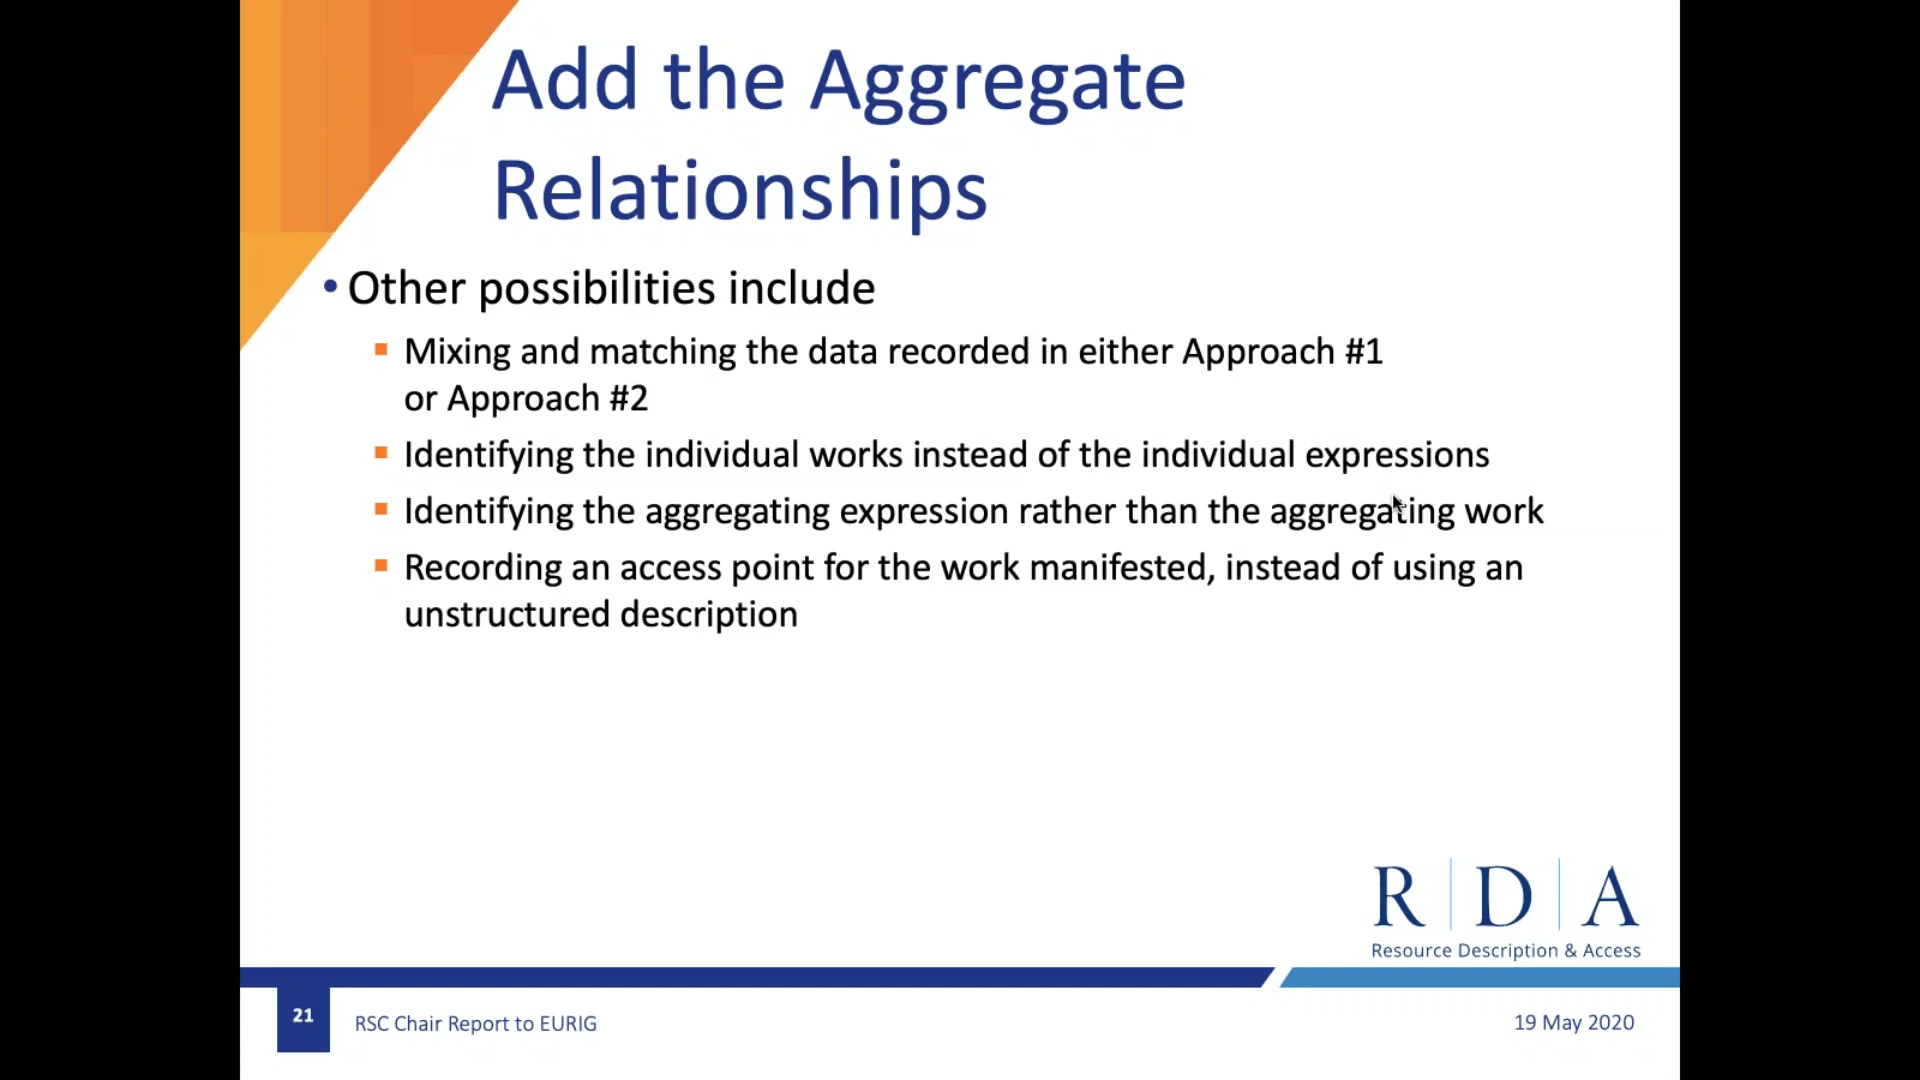 Add the Aggregate
Relationships
• Other possibilities include
▪ Mixing and matching the data recorded in either Approach #1
or Approach #2
▪ Identifying the individual works instead of the individual expressions
▪ Identifying the aggregating expression rather than the aggregating work
▪ Recording an access point for the work manifested, instead of using an
unstructured description
R|D|A
Resource Description & Access
21
RSC Chair Report to EURIG
19 May 2020